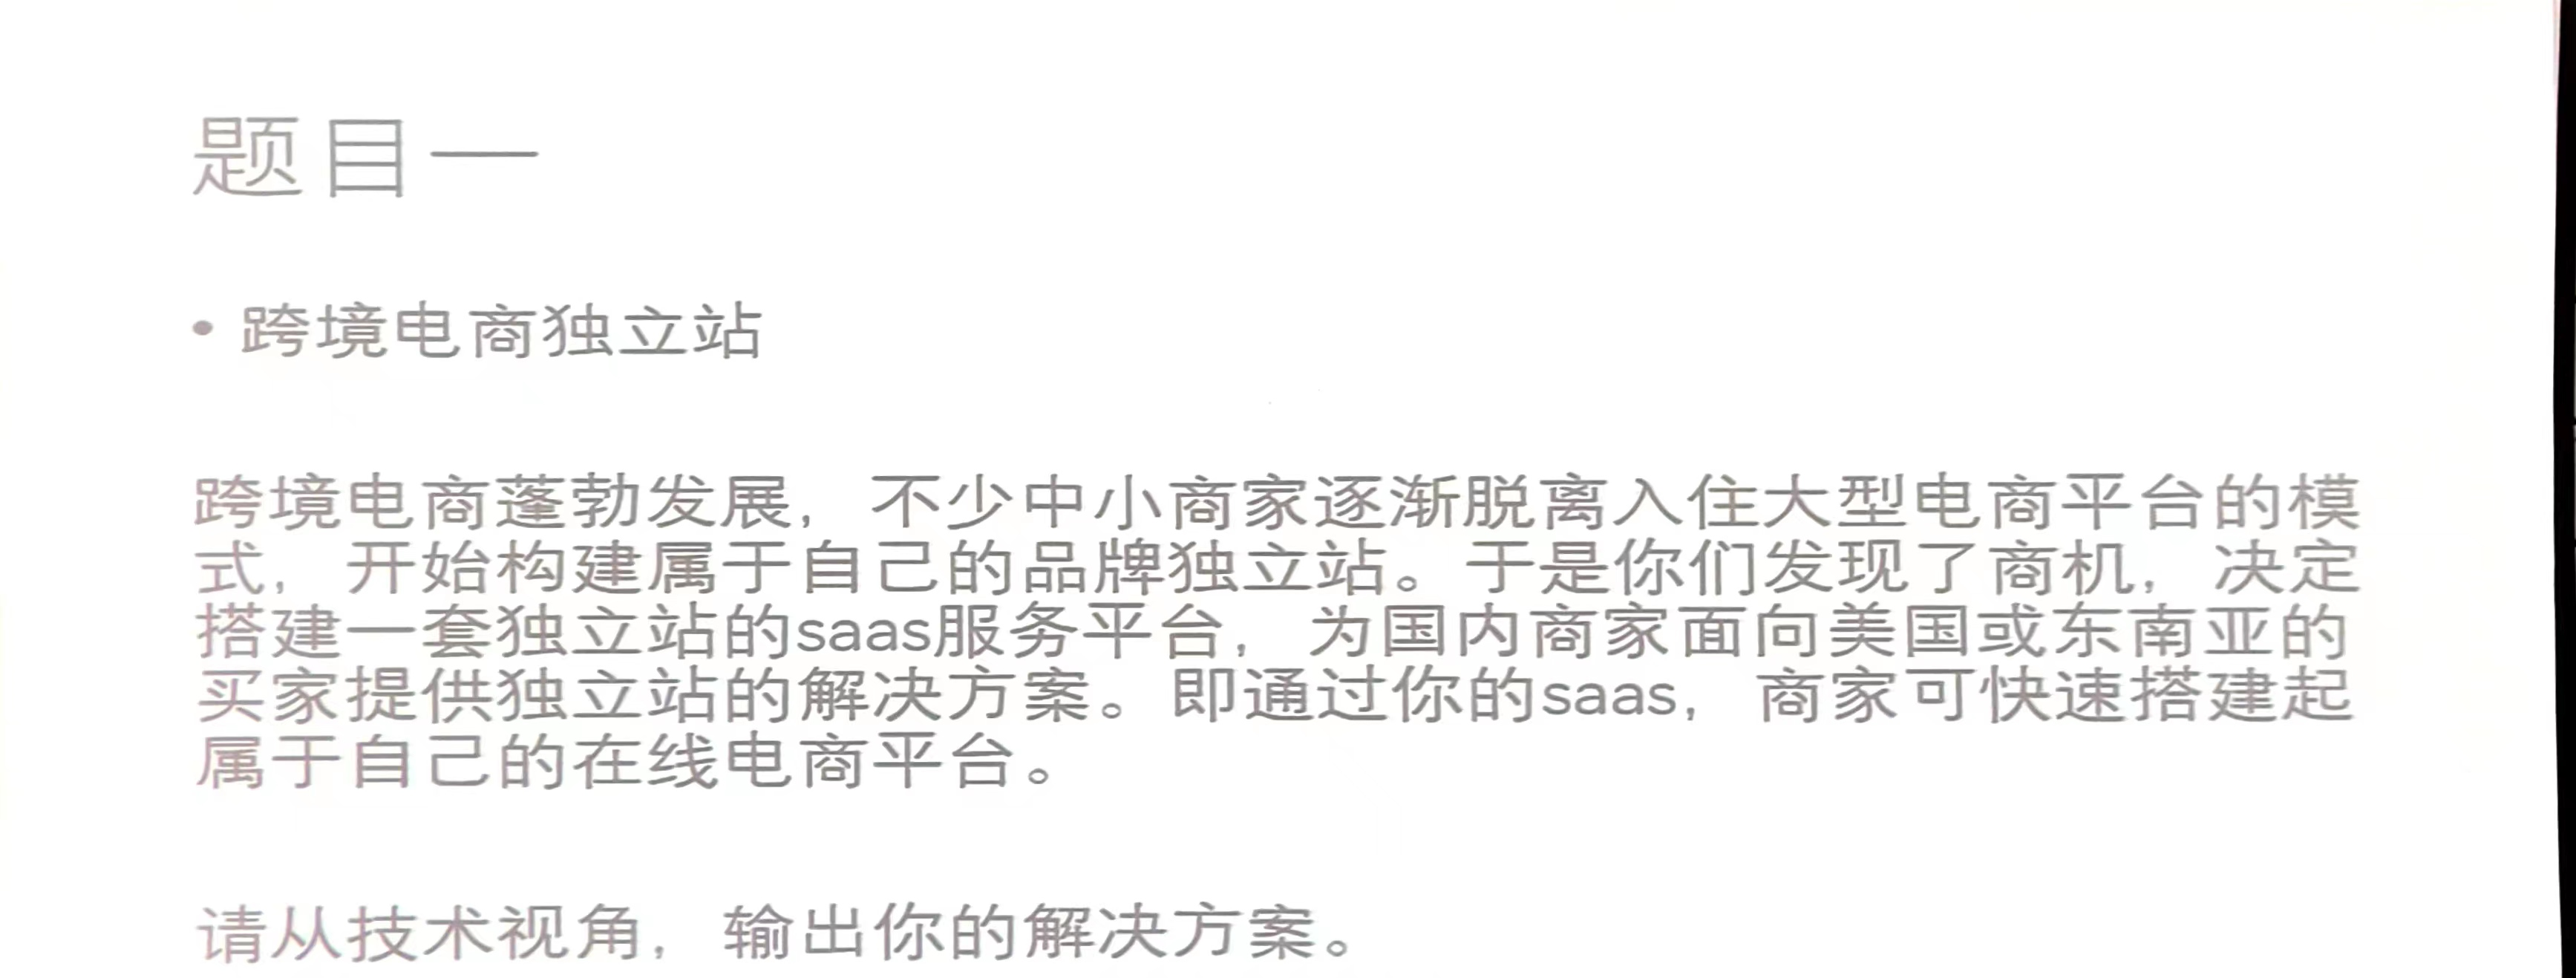 题目一
• 跨境电商独立站
跨境电商蓬勃发展，不少中小商家逐渐脱离入住大型电商平台的模
式，开始构建属于自己的品牌独立站。于是你们发现了商机，决定
搭建一套独立站的saas服务平台，为国内商家面向美国或东南亚的
买家提供独立站的解决方案。即通过你的saas，商家可快速搭建起
属于自己的在线电商平台。
请从技术视角，输出你的解决方案。